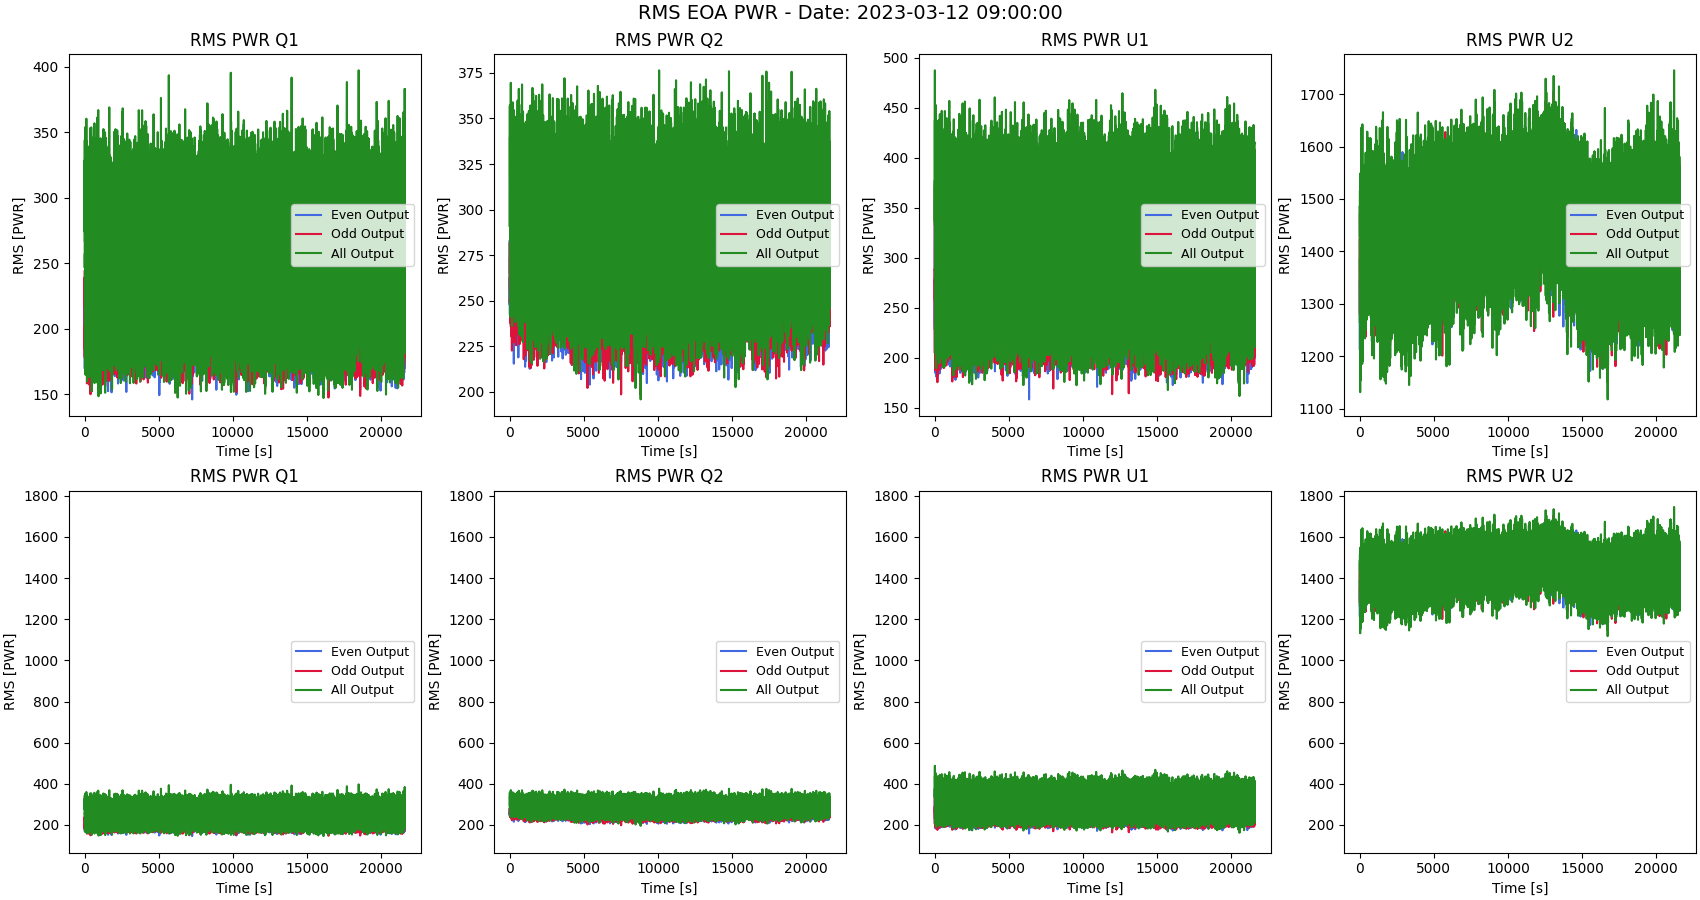 RMS EOA PWR - Date: 2023-03-12 09:00:00
RMS PWR Q1
RMS [PWR]
400
350
300
250
200
150
0 5000 10000 15000 20000
Time [s]
Even Output
Odd Output
All Output
RMS PWR Q2
RMS [PWR]
375
350
325
300
275
250
225
200
0 5000 10000 15000 20000
Time [s]
Even Output
Odd Output
All Output
RMS PWR U1
RMS [PWR]
500
450
400
350
300
250
200
150
0 5000 10000 15000 20000
Time [s]
Even Output
Odd Output
All Output
RMS PWR U2
RMS [PWR]
1700
1600
1500
1400
1300
1200
1100
0 5000 10000 15000 20000
Time [s]
Even Output
Odd Output
All Output
RMS PWR Q1
RMS [PWR]
1800
1600
1400
1200
1000
800
600
400
200
0 5000 10000 15000 20000
Time [s]
Even Output
Odd Output
All Output
RMS PWR Q2
RMS [PWR]
1800
1600
1400
1200
1000
800
600
400
200
0 5000 10000 15000 20000
Time [s]
Even Output
Odd Output
All Output
RMS PWR U1
RMS [PWR]
1800
1600
1400
1200
1000
800
600
400
200
0 5000 10000 15000 20000
Time [s]
Even Output
Odd Output
All Output
RMS PWR U2
RMS [PWR]
1800
1600
1400
1200
1000
800
600
400
200
0 5000 10000 15000 20000
Time [s]
Even Output
Odd Output
All Output